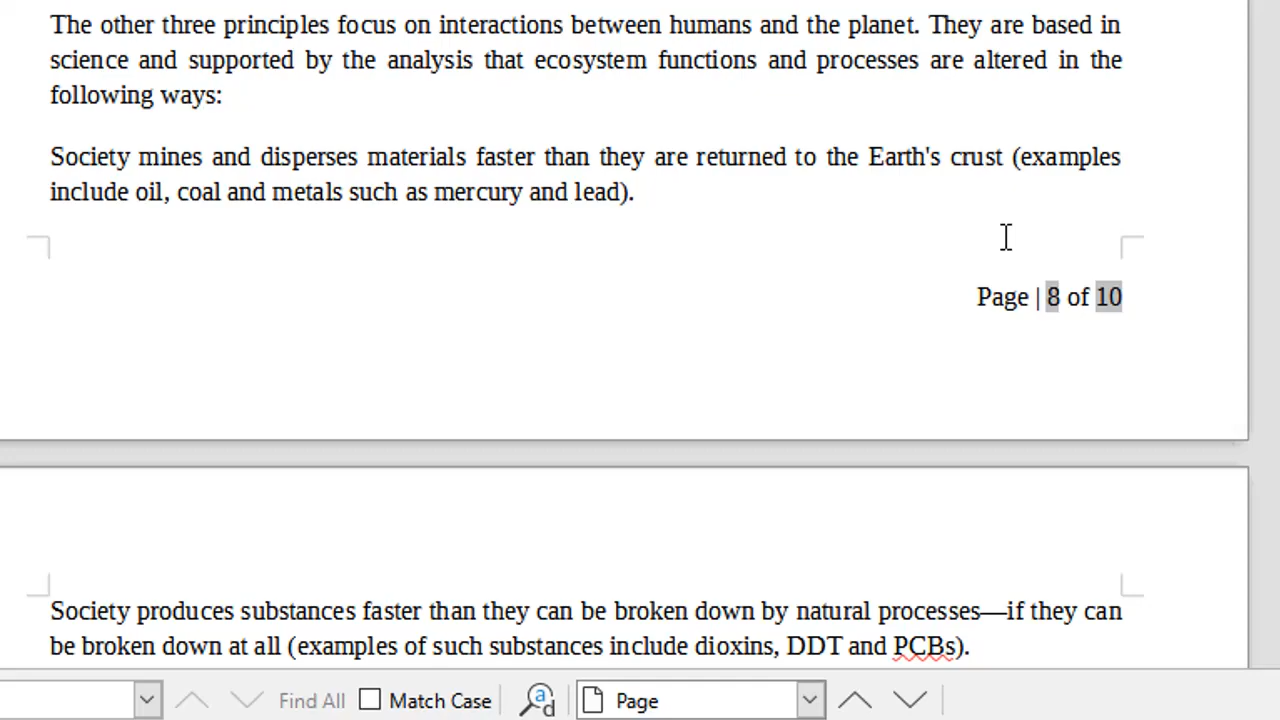 The other three principles focus on interactions between humans and the planet. They are based in
science and supported by the analysis that ecosystem functions and processes are altered in the
following ways:
Society mines and disperses materials faster than they are returned to the Earth's crust (examples
include oil, coal and metals such as mercury and lead).
Page | 8 of 10
Society produces substances faster than they can be broken down by natural processes—if they can
be broken down at all (examples of such substances include dioxins, DDT and PCBs).
Find All Match Case Page